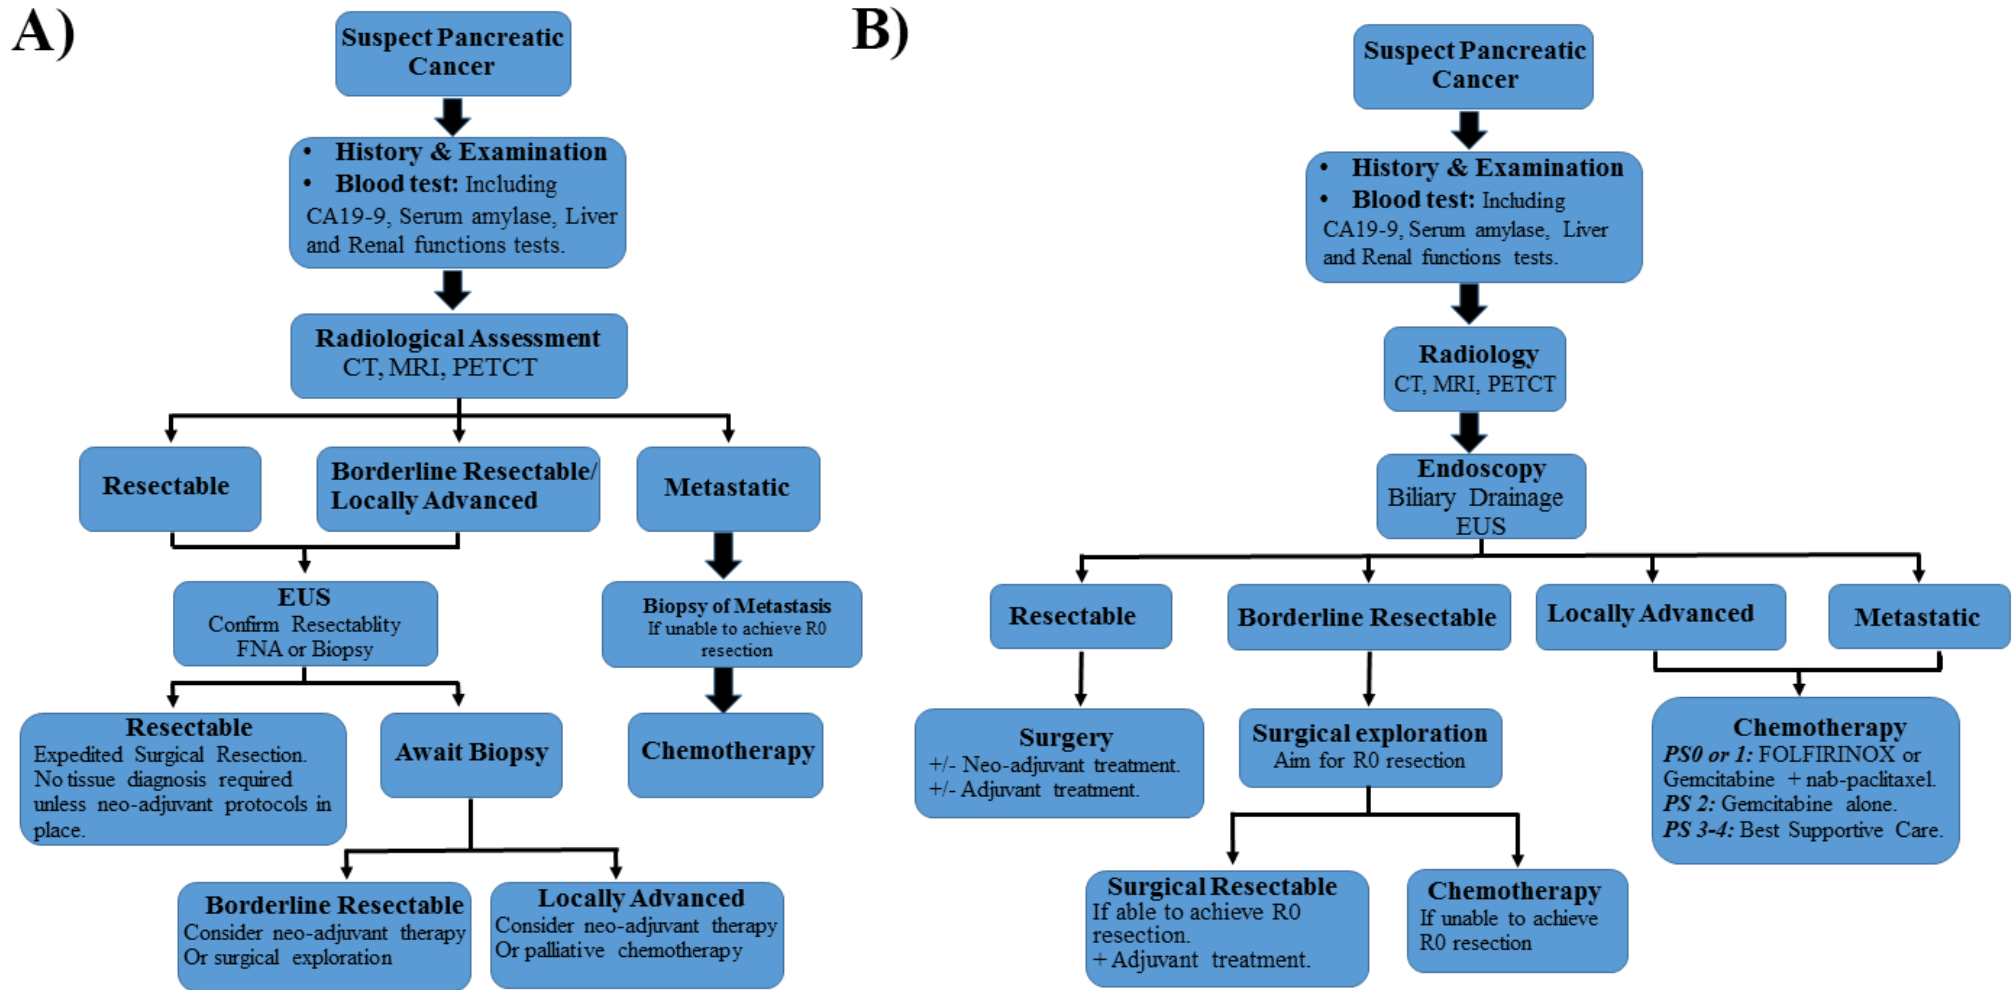 A)
Suspect Pancreatic
Cancer
• History & Examination
• Blood test: Including
CA19-9, Serum amylase, Liver
and Renal functions tests.
Radiological Assessment
CT, MRI, PETCT
Resectable
Borderline Resectable/
Locally Advanced
Metastatic
EUS
Confirm Resectablity
FNA or Biopsy
Biopsy of Metastasis
If unable to achieve R0
resection
Resectable
Expedited Surgical Resection.
No tissue diagnosis required
unless neo-adjuvant protocols in
place.
Await Biopsy
Chemotherapy
Borderline Resectable
Consider neo-adjuvant therapy
Or surgical exploration
Locally Advanced
Consider neo-adjuvant therapy
Or palliative chemotherapy
B)
Suspect Pancreatic
Cancer
• History & Examination
• Blood test: Including
CA19-9, Serum amylase, Liver
and Renal functions tests.
Radiology
CT, MRI, PETCT
Endoscopy
Biliary Drainage
EUS
Resectable
Borderline Resectable
Locally Advanced
Metastatic
Surgery
+/- Neo-adjuvant treatment.
+/- Adjuvant treatment.
Surgical exploration
Aim for R0 resection
Chemotherapy
PS0 or 1: FOLFIRINOX or
Gemcitabine + nab-paclitaxel.
PS 2: Gemcitabine alone.
PS 3-4: Best Supportive Care.
Surgical Resectable
If able to achieve R0
resection.
+ Adjuvant treatment.
Chemotherapy
If unable to achieve
R0 resection